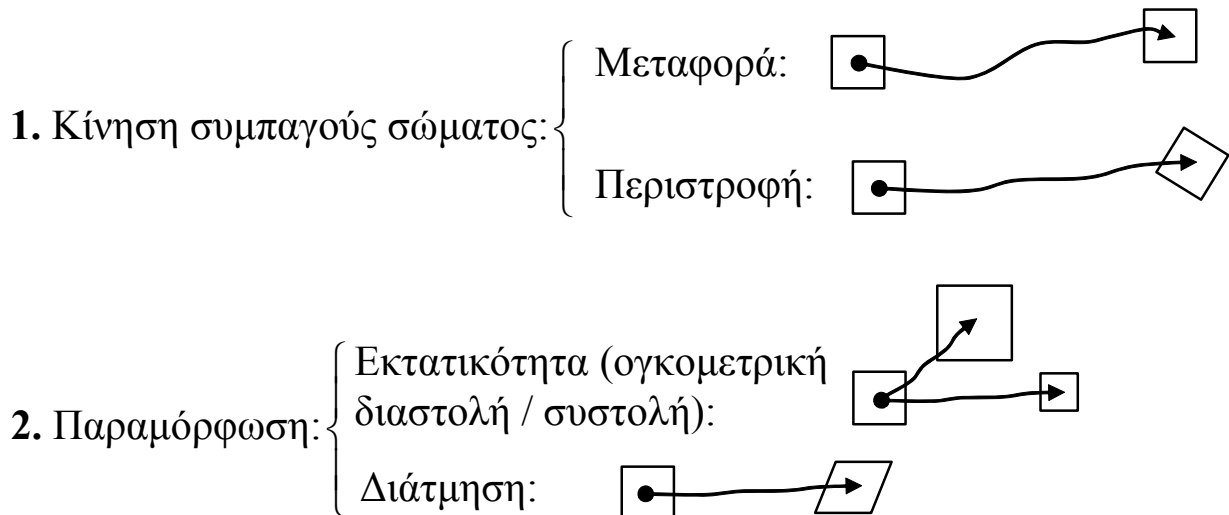 Μεταφορά:
1. Κίνηση συμπαγούς σώματος:
Περιστροφή:
Εκτατικότητα (ογκομετρική
διαστολή / συστολή):
2. Παραμόρφωση:
Διάτμηση: